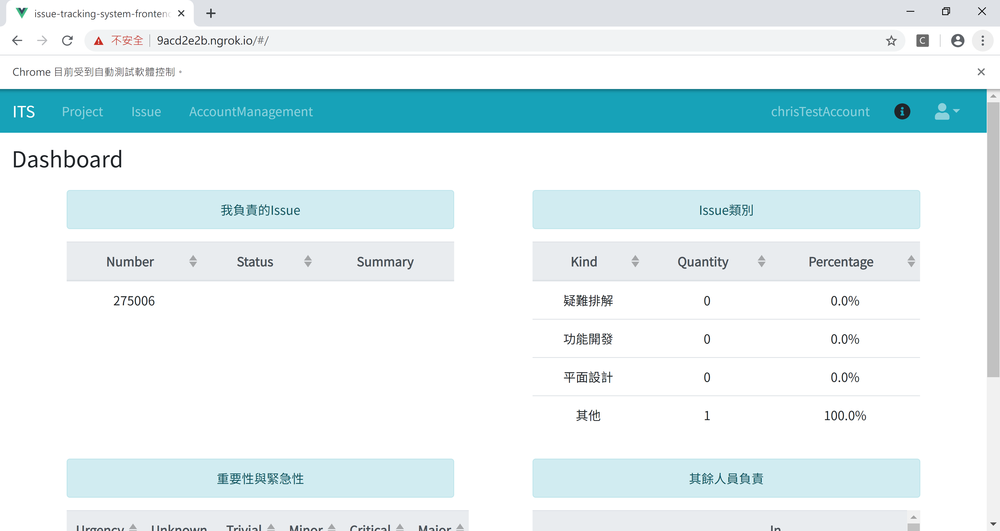 issue-tracking-system-frontend
不安全 9acd2e2b.ngrok.io/#/
C
Chrome 目前受到自動測試軟體控制。
ITS Project Issue AccountManagement chrisTestAccount
Dashboard
我負責的Issue
Number Status Summary
275006
Issue類別
Kind Quantity Percentage
疑難排解 0 0.0%
功能開發 0 0.0%
平面設計 0 0.0%
其他 1 100.0%
重要性與緊急性
Urgency Unknown Trivial Minor Critical Major
其餘人員負責
In